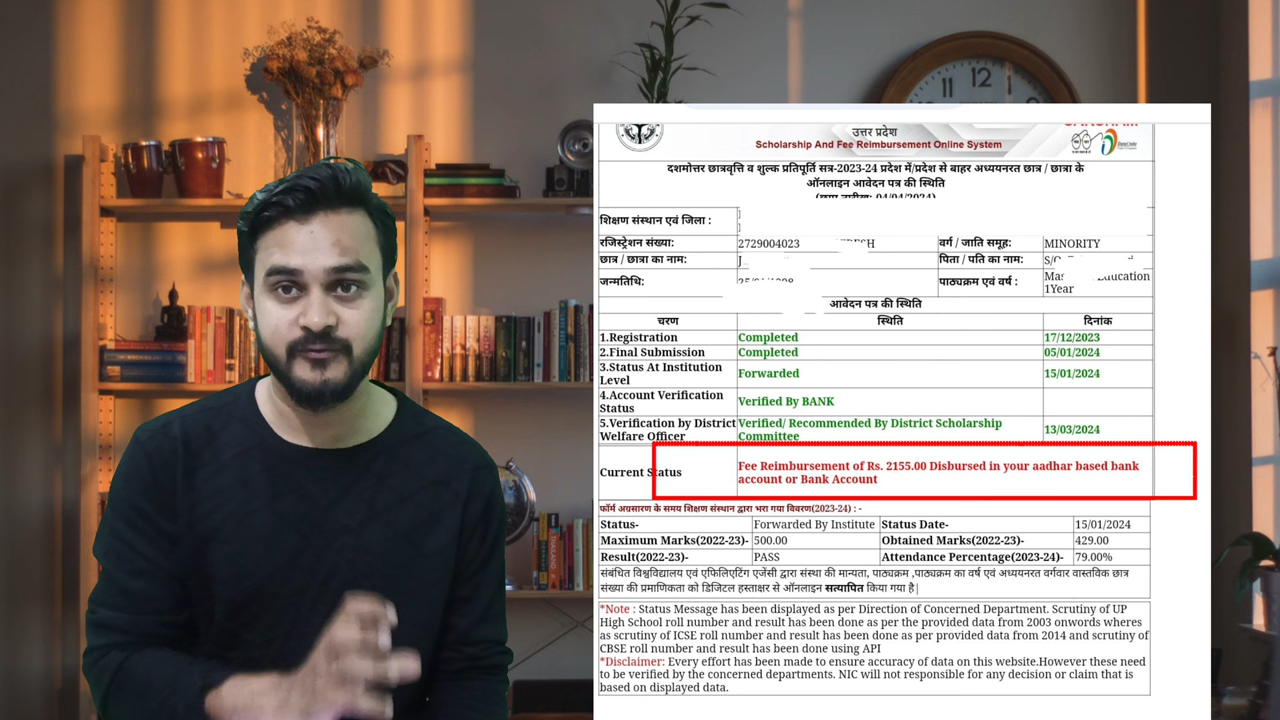 11 12
1
2
उत्तर प्रदेश
Scholarship And Fee Reimbursement Online System
दशमोत्तर छात्रवृत्ति व शुल्क प्रतिपूर्ति सत्र-2023-24 प्रदेश में/प्रदेश से बाहर अध्ययनरत छात्र / छात्रा के
ऑनलाइन आवेदन पत्र की स्थिति
04/04/2024)
शिक्षण संस्थान एवं जिला :
रजिस्ट्रेशन संख्या: 2729004023 वर्ग / जाति समूह: MINORITY
छात्र / छात्रा का नाम: J पिता / पति का नाम: S/O
जन्मतिथि: पाठ्यक्रम एवं वर्ष : Education
1Year
आवेदन पत्र की स्थिति
चरण स्थिति दिनांक
1.Registration Completed 17/12/2023
2.Final Submission Completed 05/01/2024
3.Status At Institution Level Forwarded 15/01/2024
4.Account Verification Status Verified By BANK
5.Verification by District Welfare Officer Verified/ Recommended By District Scholarship Committee 13/03/2024
Current Status Fee Reimbursement of Rs. 2155.00 Disbursed in your aadhar based bank
account or Bank Account
फॉर्म अग्रसारण के समय शिक्षण संस्थान द्वारा भरा गया विवरण(2023-24) : -
Status- Forwarded By Institute Status Date- 15/01/2024
Maximum Marks(2022-23)- 500.00 Obtained Marks(2022-23)- 429.00
Result(2022-23)- PASS Attendance Percentage(2023-24)- 79.00%
संबंधित विश्वविद्यालय एवं एफिलिएटिंग एजेंसी द्वारा संस्था की मान्यता, पाठ्यक्रम ,पाठ्यक्रम का वर्ष एवं अध्ययनरत वर्गवार वास्तविक छात्र
संख्या की प्रमाणिकता को डिजिटल हस्ताक्षर से ऑनलाइन सत्यापित किया गया है|
*Note : Status Message has been displayed as per Direction of Concerned Department. Scrutiny of UP
High School roll number and result has been done as per the provided data from 2003 onwords wheres
as scrutiny of ICSE roll number and result has been done as per provided data from 2014 and scrutiny of
CBSE roll number and result has been done using API
*Disclaimer: Every effort has been made to ensure accuracy of data on this website.However these need
to be verified by the concerned departments. NIC will not responsible for any decision or claim that is
based on displayed data.
THAILAND